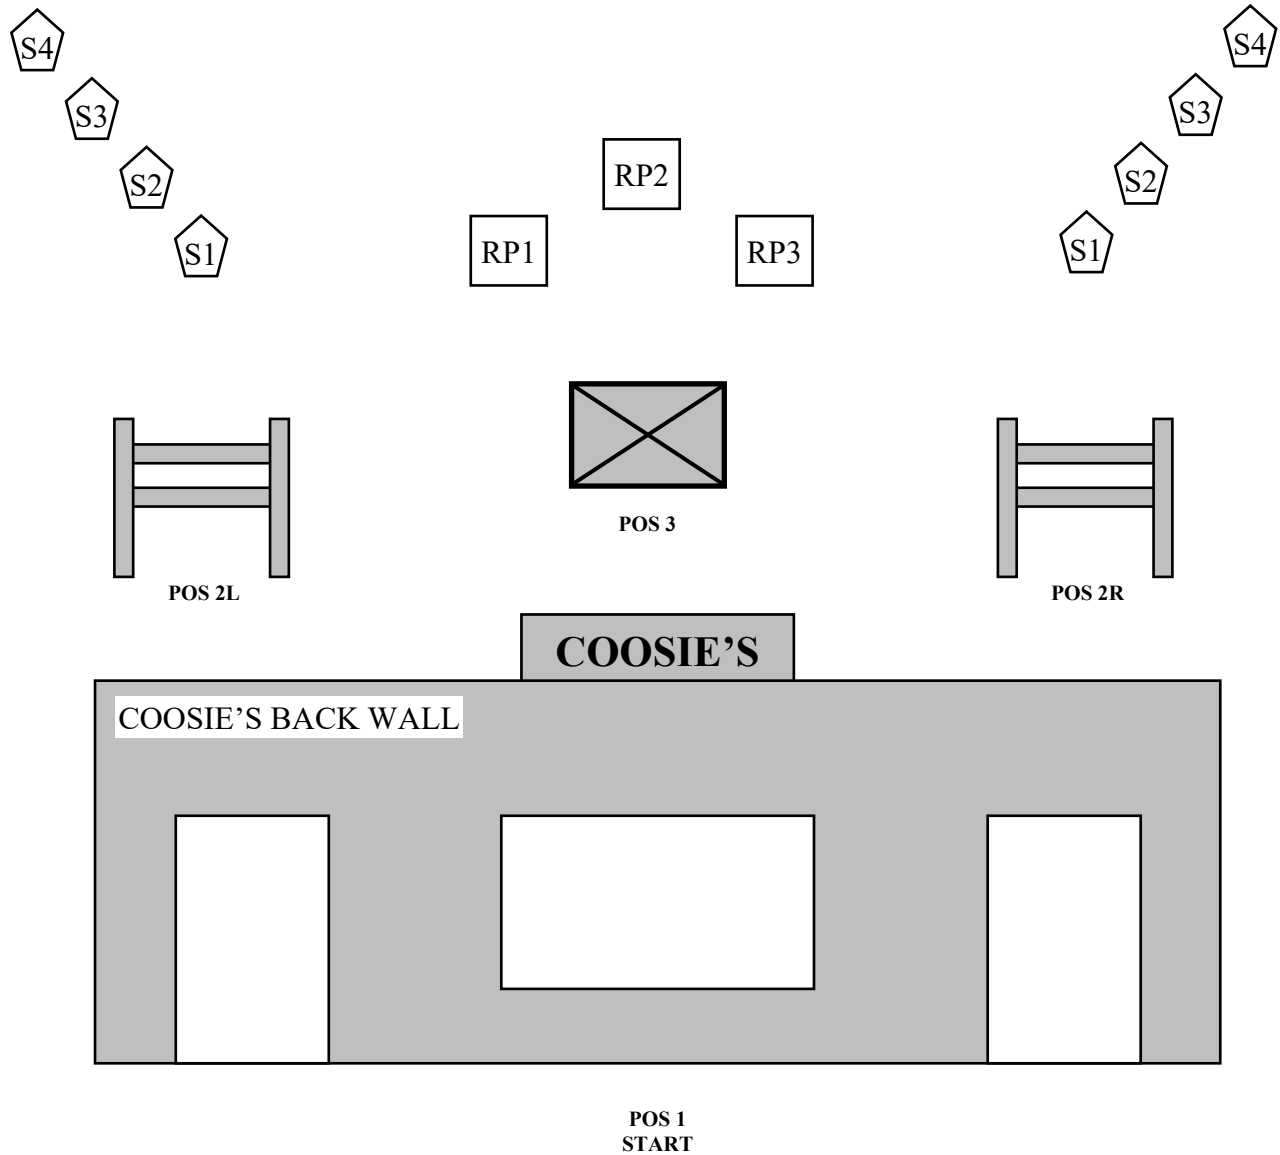 S4
S4
S3
S3
RP2
S2
S2
S1
RP1
RP3
S1
POS 3
POS 2L
POS 2R
COOSIE’S
COOSIE’S BACK WALL
POS 1
START